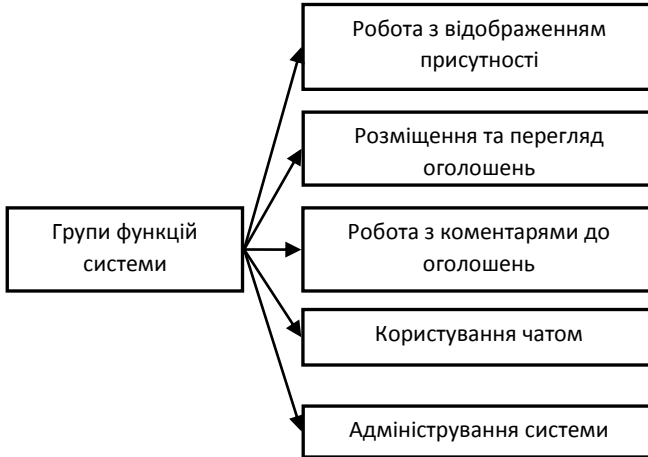 Робота з відображенням
присутності
Розміщення та перегляд
оголошень
Групи функцій
системи
Робота з коментарями до
оголошень
Користування чатом
Адміністрування системи